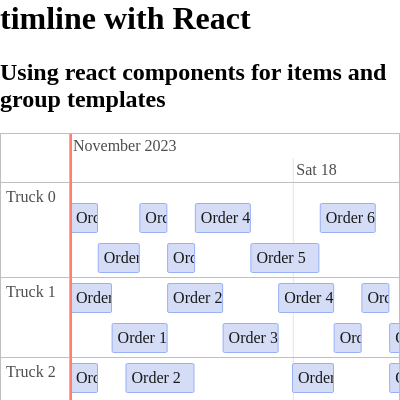 timline with React
Using react components for items and
group templates
November 2023
Sat 18
Truck 0
Ord Ord Order 4 Order 6
Order Ord Order 5
Truck 1
Order Order 2 Order 4 Ord
Order 1 Order 3 Ord
Truck 2
Ord Order 2 Order